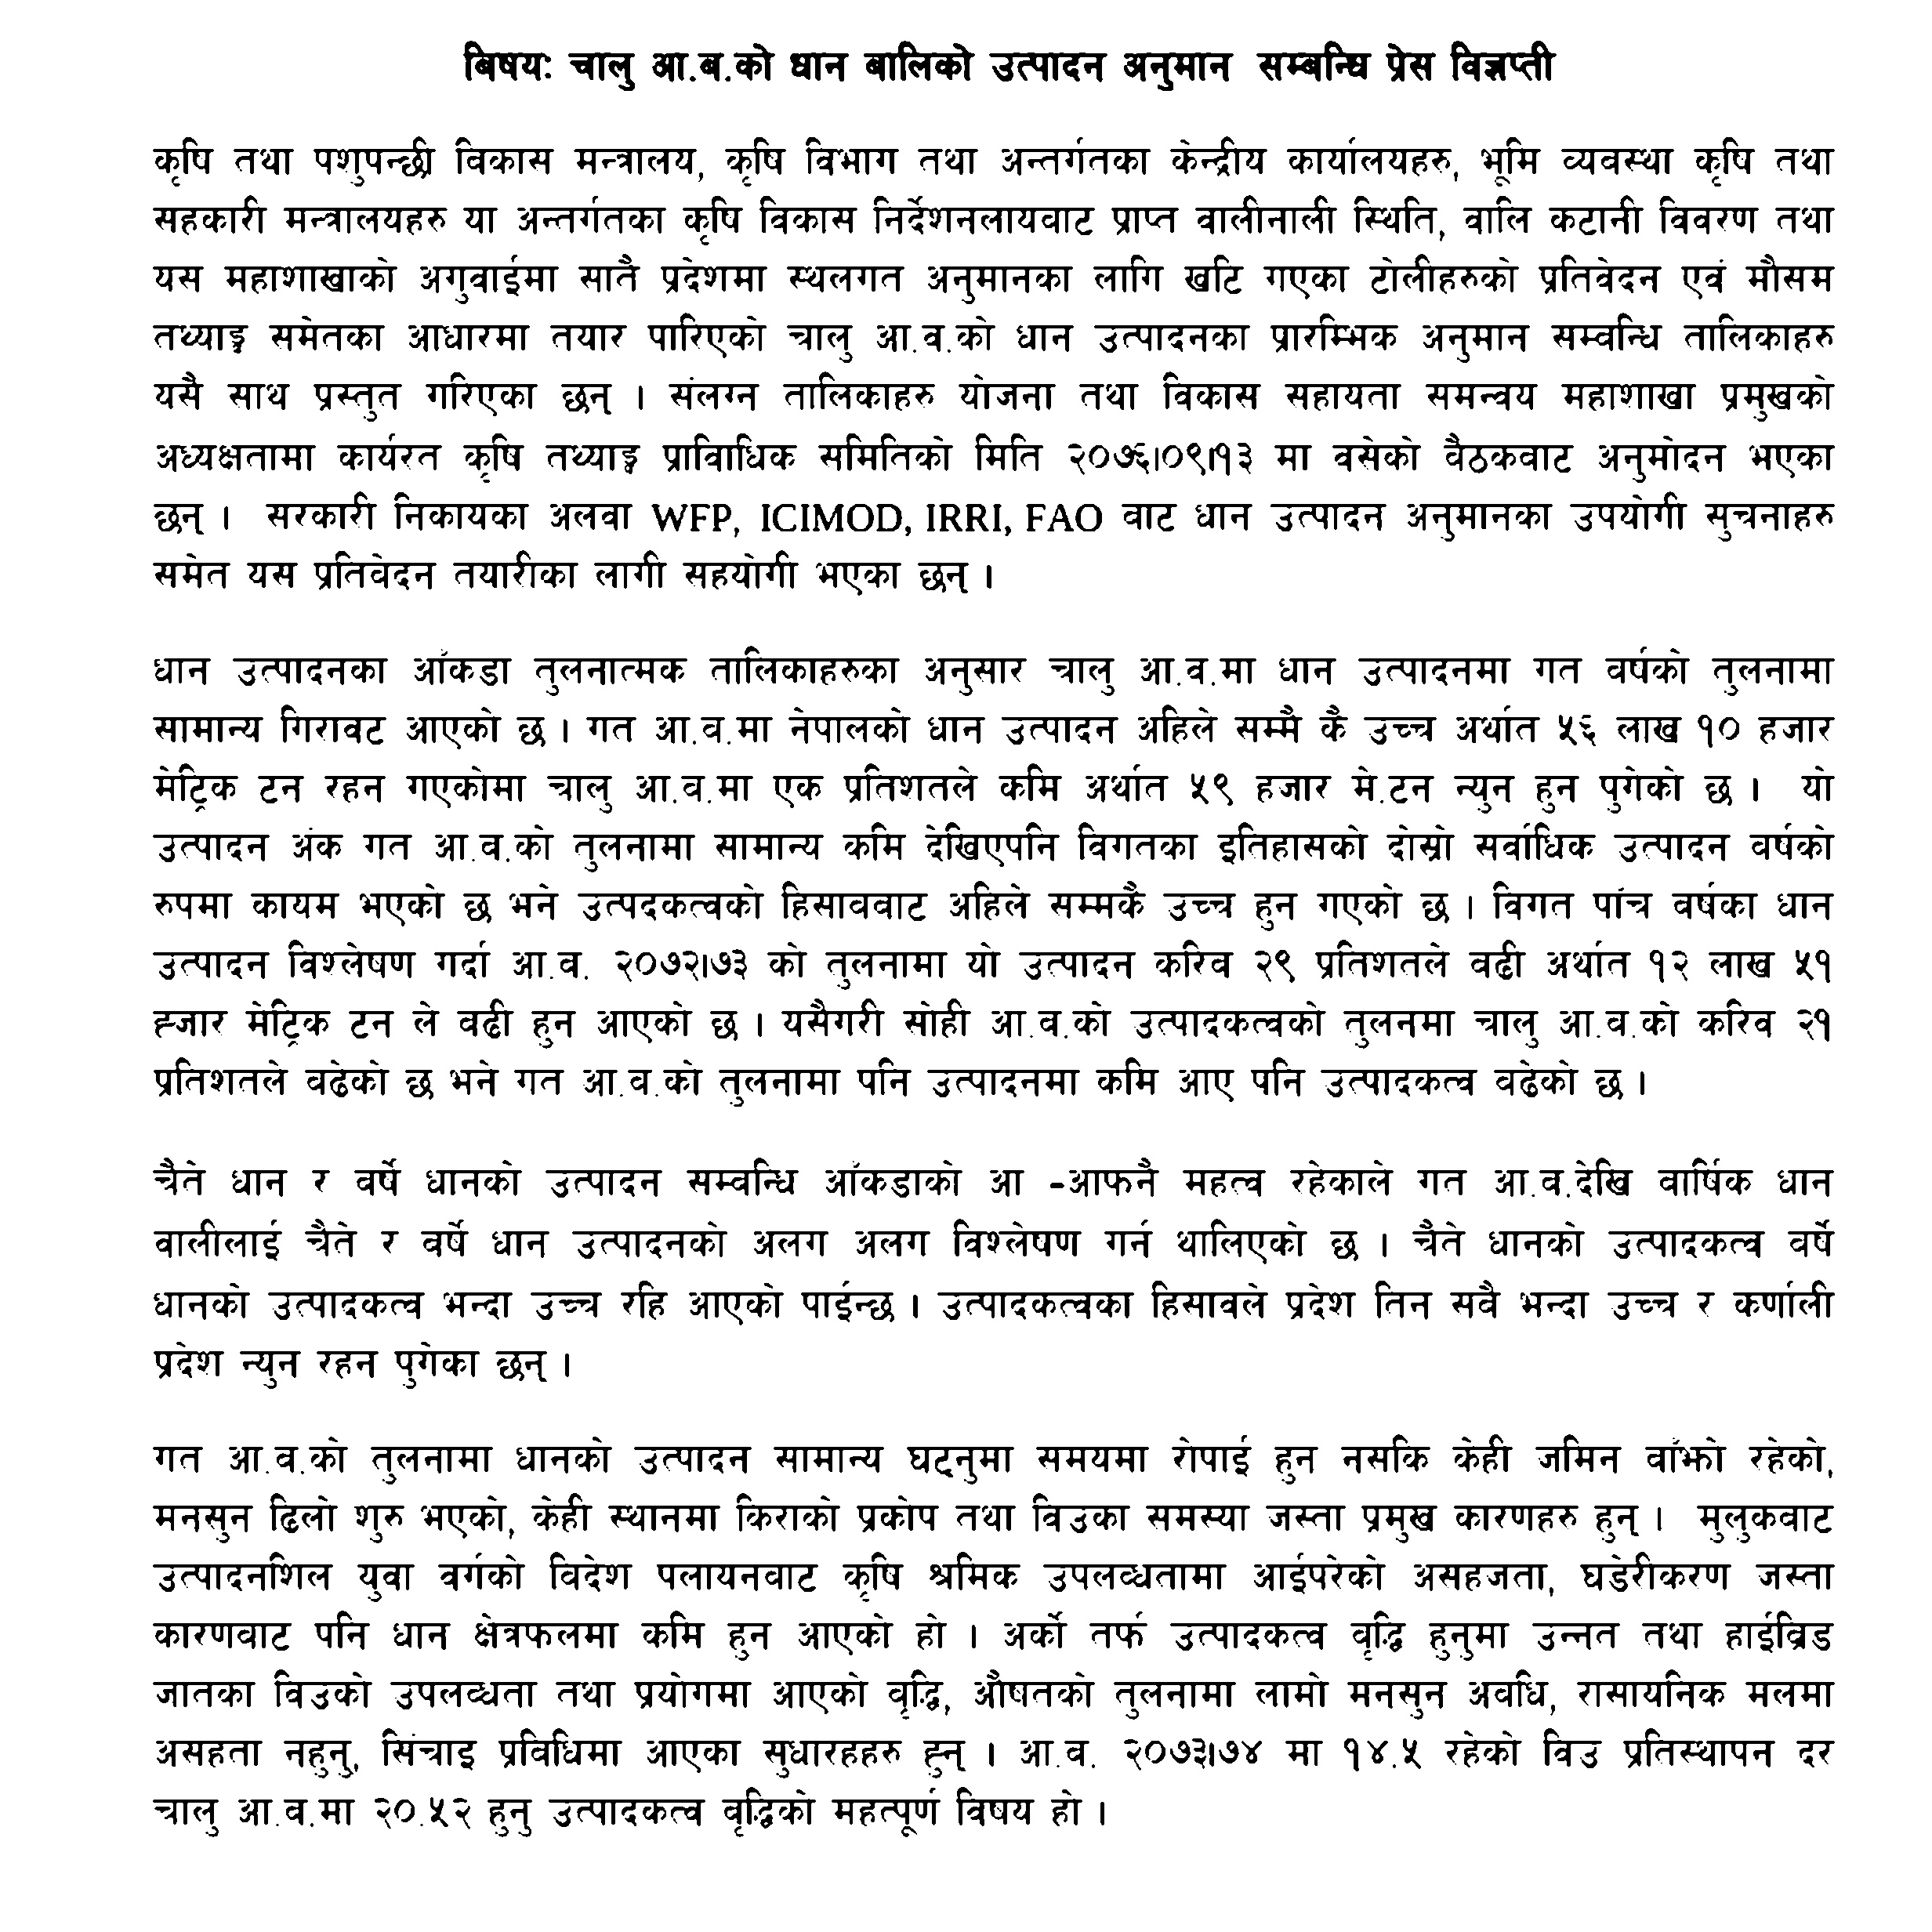 बिषयः चालु आ.ब.को धान बालिको उत्पादन अनुमान सम्बन्धि प्रेस विज्ञप्ती
कृषि तथा पशुपन्छी विकास मन्त्रालय, कृषि विभाग तथा अन्तर्गतका केन्द्रीय कार्यालयहरु, भूमि व्यवस्था कृषि तथा
सहकारी मन्त्रालयहरु या अन्तर्गतका कृषि विकास निर्देशनलायवाट प्राप्त वालीनाली स्थिति, वालि कटानी विवरण तथा
यस महाशाखाको अगुवाईमा सातै प्रदेशमा स्थलगत अनुमानका लागि खटि गएका टोलीहरुको प्रतिवेदन एवं मौसम
तथ्याङ्क समेतका आधारमा तयार पारिएको चालु आ.व.को धान उत्पादनका प्रारम्भिक अनुमान सम्वन्धि तालिकाहरु
यसै साथ प्रस्तुत गरिएका छन् । संलग्न तालिकाहरु योजना तथा विकास सहायता समन्वय महाशाखा प्रमुखको
अध्यक्षतामा कार्यरत कृषि तथ्याङ्क प्राविाधिक समितिको मिति २०७६।०९।१३ मा वसेको वैठकवाट अनुमोदन भएका
छन् । सरकारी निकायका अलवा WFP, ICIMOD, IRRI, FAO वाट धान उत्पादन अनुमानका उपयोगी सुचनाहरु
समेत यस प्रतिवेदन तयारीका लागी सहयोगी भएका छन् ।
धान उत्पादनका आँकडा तुलनात्मक तालिकाहरुका अनुसार चालु आ.व.मा धान उत्पादनमा गत वर्षको तुलनामा
सामान्य गिरावट आएको छ । गत आ.व.मा नेपालको धान उत्पादन अहिले सम्मै कै उच्च अर्थात ५६ लाख १० हजार
मेट्रिक टन रहन गएकोमा चालु आ.व.मा एक प्रतिशतले कमि अर्थात ५९ हजार मे.टन न्युन हुन पुगेको छ । यो
उत्पादन अंक गत आ.व.को तुलनामा सामान्य कमि देखिएपनि विगतका इतिहासको दोस्रो सर्वाधिक उत्पादन वर्षको
रुपमा कायम भएको छ भने उत्पदकत्वको हिसाववाट अहिले सम्मकै उच्च हुन गएको छ । विगत पांच वर्षका धान
उत्पादन विश्लेषण गर्दा आ.व. २०७२।७३ को तुलनामा यो उत्पादन करिव २९ प्रतिशतले वढी अर्थात १२ लाख ५१
ह्जार मेट्रिक टन ले वढी हुन आएको छ । यसैगरी सोही आ.व.को उत्पादकत्वको तुलनमा चालु आ.व.को करिव २१
प्रतिशतले वढेको छ भने गत आ.व.को तुलनामा पनि उत्पादनमा कमि आए पनि उत्पादकत्व वढेको छ ।
चैते धान र वर्षे धानको उत्पादन सम्वन्धि आँकडाको आ -आफनै महत्व रहेकाले गत आ.व.देखि वार्षिक धान
वालीलाई चैते र वर्षे धान उत्पादनको अलग अलग विश्लेषण गर्न थालिएको छ । चैते धानको उत्पादकत्व वर्षे
धानको उत्पादकत्व भन्दा उच्च रहि आएको पाईन्छ । उत्पादकत्वका हिसावले प्रदेश तिन सवै भन्दा उच्च र कर्णाली
प्रदेश न्युन रहन पुगेका छन् ।
गत आ.व.को तुलनामा धानको उत्पादन सामान्य घट्नुमा समयमा रोपाई हुन नसकि केही जमिन वाँझो रहेको,
मनसुन ढिलो शुरु भएको, केही स्थानमा किराको प्रकोप तथा विउका समस्या जस्ता प्रमुख कारणहरु हुन् । मुलुकवाट
उत्पादनशिल युवा वर्गको विदेश पलायनवाट कृषि श्रमिक उपलव्धतामा आईपरेको असहजता, घडेरीकरण जस्ता
कारणवाट पनि धान क्षेत्रफलमा कमि हुन आएको हो । अर्को तर्फ उत्पादकत्व वृद्धि हुनुमा उन्नत तथा हाईव्रिड
जातका विउको उपलव्धता तथा प्रयोगमा आएको वृद्धि, औषतको तुलनामा लामो मनसुन अवधि, रासायनिक मलमा
असहता नहुनु, सिंचाइ प्रविधिमा आएका सुधारहहरु ह्न् । आ.व. २०७३।७४ मा १४.५ रहेको विउ प्रतिस्थापन दर
चालु आ.व.मा २०.५२ हुनु उत्पादकत्व वृद्धिको महत्पूर्ण विषय हो ।